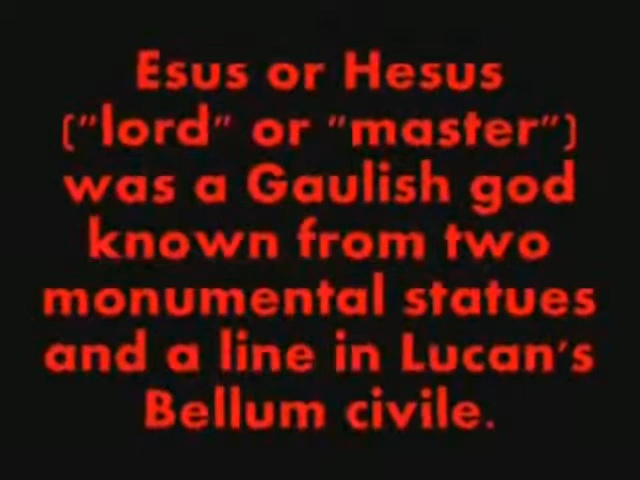 Esus or Hesus
("lord" or "master")
was a Gaulish god
known from two
monumental statues
and a line in Lucan's
Bellum civile.